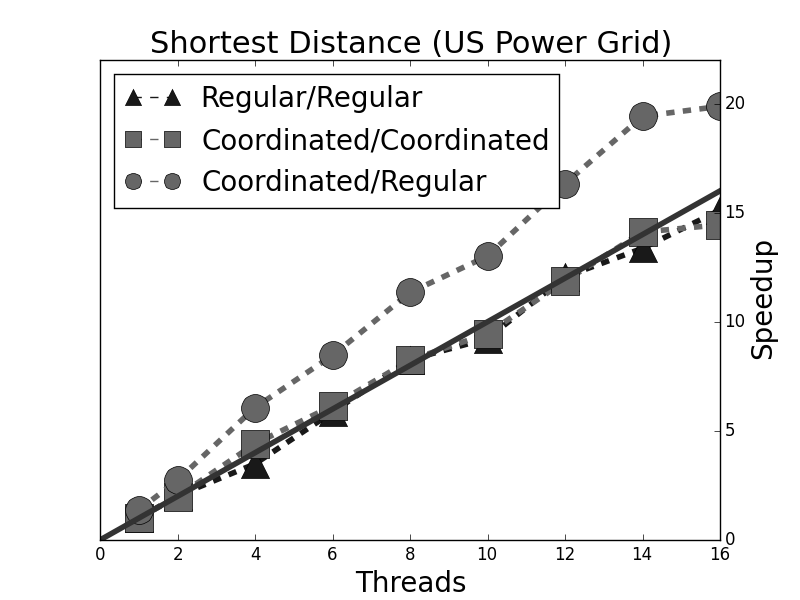 Shortest Distance (US Power Grid)
Regular/Regular
Coordinated/Coordinated
Coordinated/Regular
20
15
10
5
0
Speedup
0 2 4 6 8 10 12 14 16
Threads